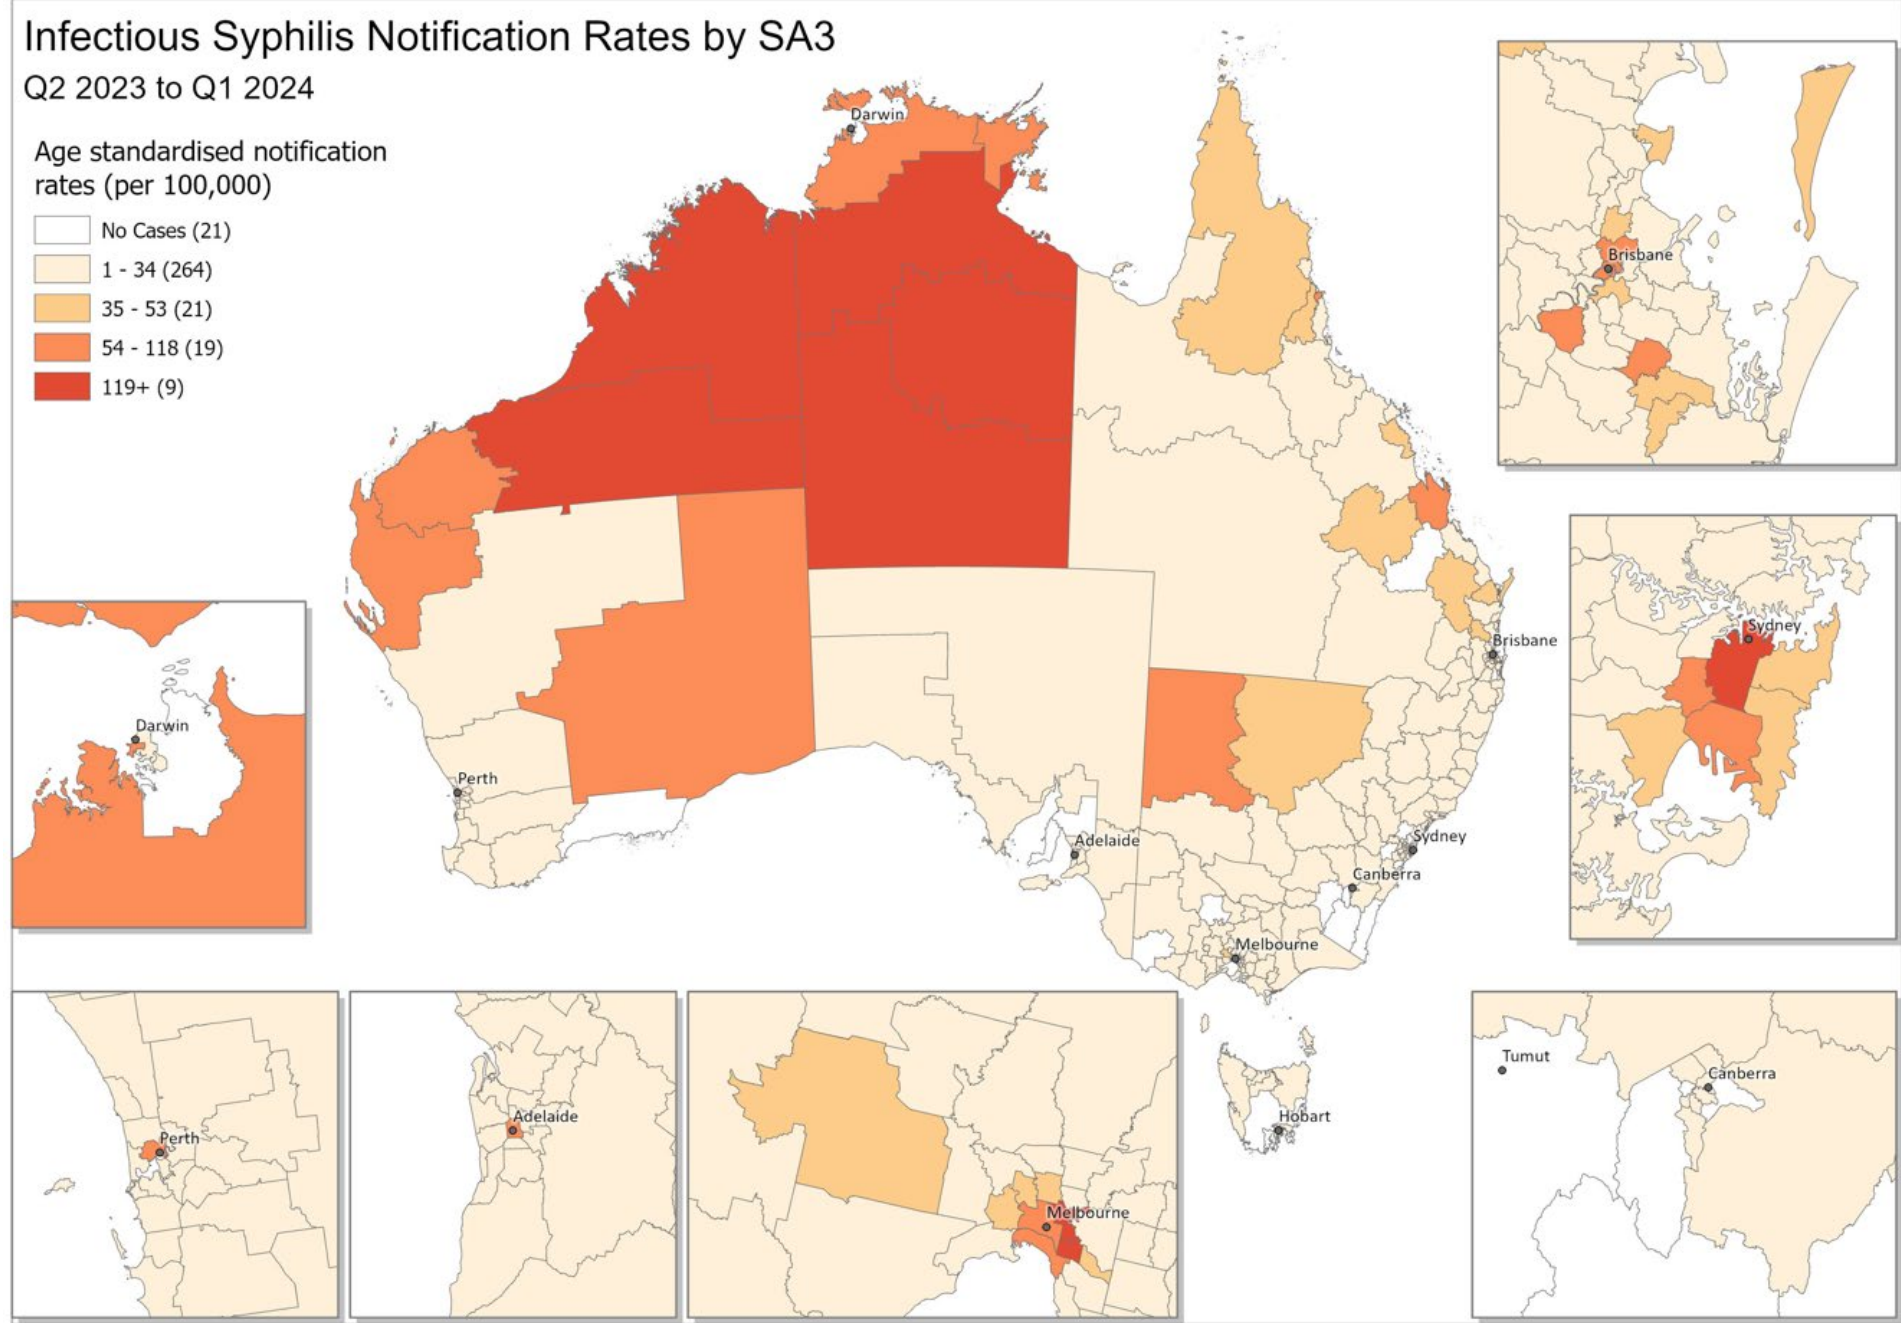 Infectious Syphilis Notification Rates by SA3
Q2 2023 to Q1 2024
Age standardised notification
rates (per 100,000)
No Cases (21)
1 - 34 (264)
35 - 53 (21)
54 - 118 (19)
119+ (9)
Darwin
Brisbane
Perth
Adelaide
Sydney
Canberra
Melbourne
Hobart
Brisbane
Sydney
Darwin
Perth
Adelaide
Melbourne
Tumut
Canberra